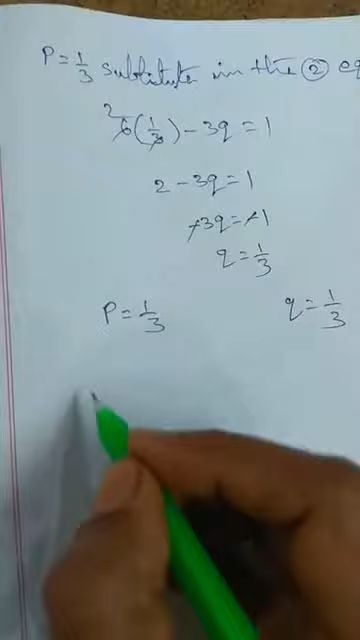 P = 1/3 substitute in the ② eq
2 6(1/3) - 3q = 1
2 - 3q = 1
-3q = -1
q = 1/3
P = 1/3 q = 1/3